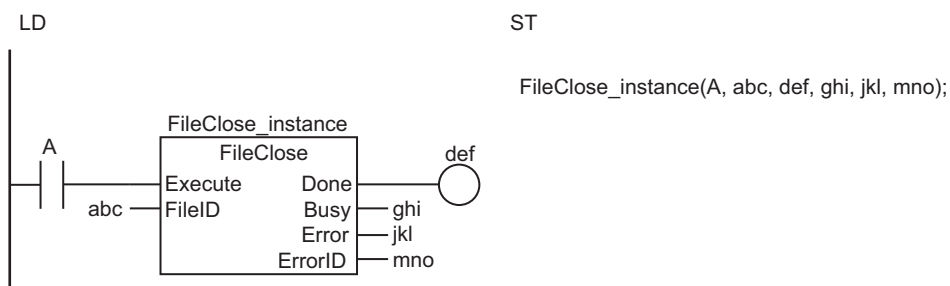 LD
ST
FileClose_instance(A, abc, def, ghi, jkl, mno);
FileClose_instance
A
FileClose
def
Execute
Done
abc
FileID
Busy
ghi
Error
jkl
ErrorID
mno